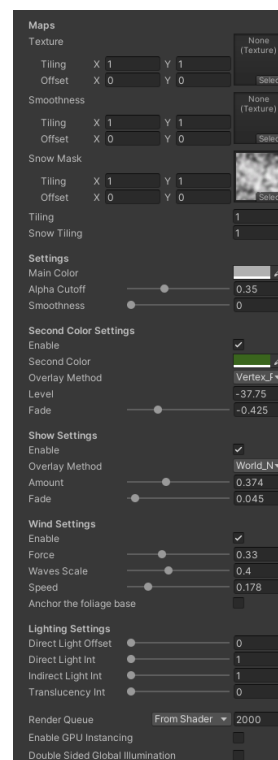 Maps
Texture
None
(Texture)
Tiling X 1 Y 1
Offset X 0 Y 0
Select
Smoothness
None
(Texture)
Tiling X 1 Y 1
Offset X 0 Y 0
Select
Snow Mask
Tiling X 1 Y 1
Offset X 0 Y 0
Select
Tiling 1
Snow Tiling 1
Settings
Main Color
Alpha Cutoff 0.35
Smoothness 0
Second Color Settings
Enable
Second Color
Overlay Method Vertex_P
Level -37.75
Fade -0.425
Show Settings
Enable
Overlay Method World_N
Amount 0.374
Fade 0.045
Wind Settings
Enable
Force 0.33
Waves Scale 0.4
Speed 0.178
Anchor the foliage base
Lighting Settings
Direct Light Offset 0
Direct Light Int 1
Indirect Light Int 1
Translucency Int 0
Render Queue From Shader 2000
Enable GPU Instancing
Double Sided Global Illumination